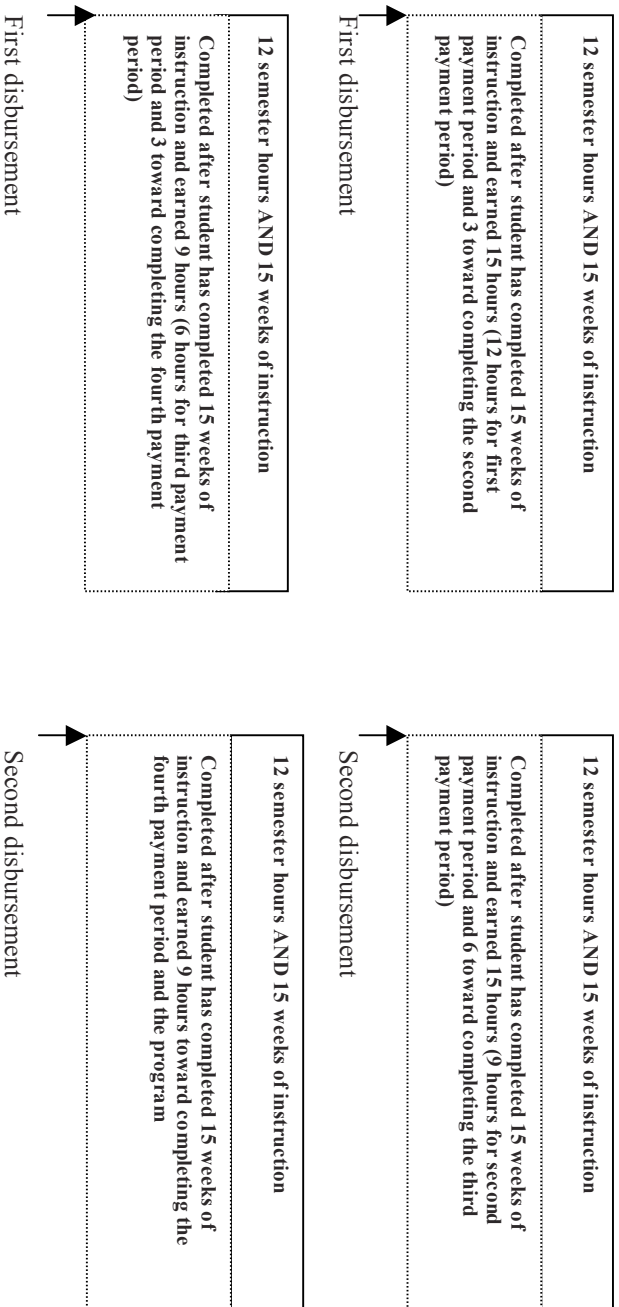 12 semester hours AND 15 weeks of instruction
Completed after student has completed 15 weeks of
instruction and earned 15 hours (12 hours for first
payment period and 3 toward completing the second
payment period)
First disbursement
12 semester hours AND 15 weeks of instruction
Completed after student has completed 15 weeks of
instruction and earned 15 hours (9 hours for second
payment period and 6 toward completing the third
payment period)
Second disbursement
12 semester hours AND 15 weeks of instruction
Completed after student has completed 15 weeks of
instruction and earned 9 hours (6 hours for third payment
period and 3 toward completing the fourth payment
period)
First disbursement
12 semester hours AND 15 weeks of instruction
Completed after student has completed 15 weeks of
instruction and earned 9 hours toward completing the
fourth payment period and the program
Second disbursement